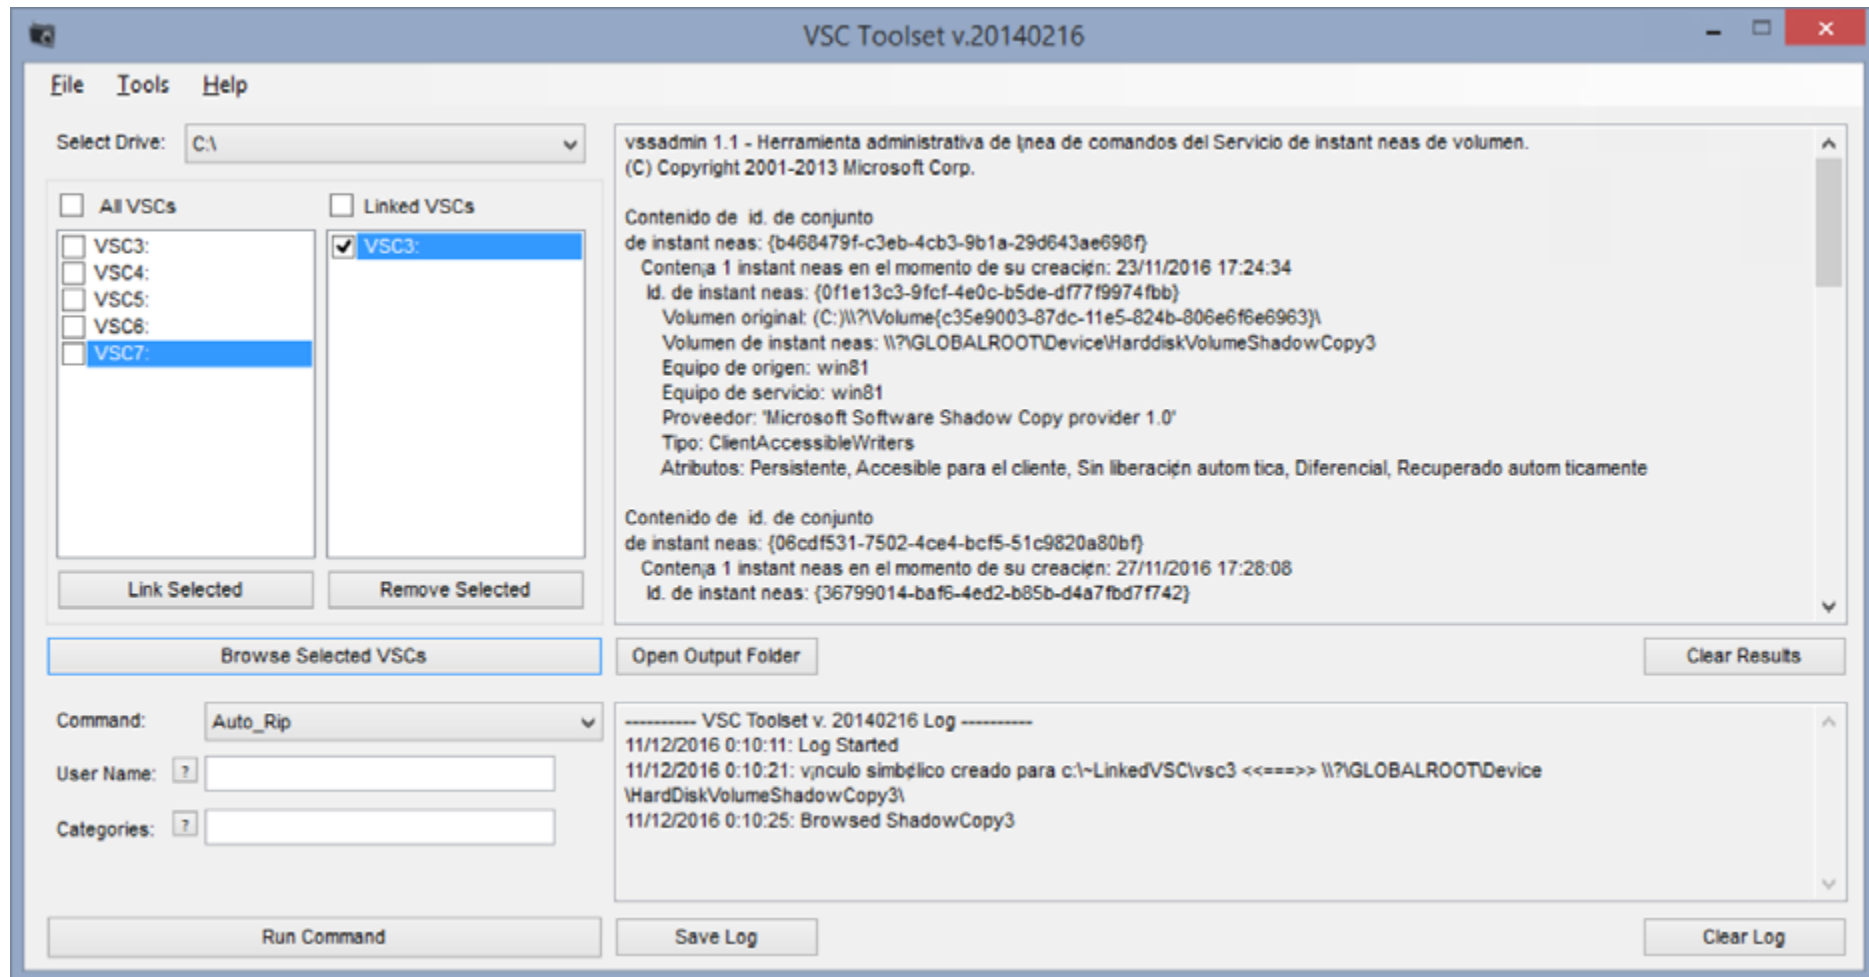 VSC Toolset v.20140216
File Tools Help
Select Drive: C:\
All VSCs
Linked VSCs
VSC3:
VSC4:
VSC5:
VSC6:
VSC7:
VSC3:
Link Selected
Remove Selected
Browse Selected VSCs
Command: Auto_Rip
User Name: ?
Categories: ?
Run Command
vssadmin 1.1 - Herramienta administrativa de l¡nea de comandos del Servicio de instant neas de volumen.
(C) Copyright 2001-2013 Microsoft Corp.
Contenido de  id. de conjunto
de instant neas: {b468479f-c3eb-4cb3-9b1a-29d643ae698f}
Conten¡a 1 instant neas en el momento de su creaci¢n: 23/11/2016 17:24:34
Id. de instant neas: {0f1e13c3-9fcf-4e0c-b5de-df77f9974fbb}
Volumen original: (C:)\\?\Volume{c35e9003-87dc-11e5-824b-806e6f6e6963}\
Volumen de instant neas: \\?\GLOBALROOT\Device\HarddiskVolumeShadowCopy3
Equipo de origen: win81
Equipo de servicio: win81
Proveedor: 'Microsoft Software Shadow Copy provider 1.0'
Tipo: ClientAccessibleWriters
Atributos: Persistente, Accesible para el cliente, Sin liberaci¢n autom tica, Diferencial, Recuperado autom ticamente
Contenido de  id. de conjunto
de instant neas: {06cdf531-7502-4ce4-bcf5-51c9820a80bf}
Conten¡a 1 instant neas en el momento de su creaci¢n: 27/11/2016 17:28:08
Id. de instant neas: {36799014-baf6-4ed2-b85b-d4a7fbd7f742}
Open Output Folder
Clear Results
---------- VSC Toolset v. 20140216 Log ----------
11/12/2016 0:10:11: Log Started
11/12/2016 0:10:21: v¡nculo simb¢lico creado para c:\~LinkedVSC\vsc3 <<===>> \\?\GLOBALROOT\Device
\HardDiskVolumeShadowCopy3\
11/12/2016 0:10:25: Browsed ShadowCopy3
Save Log
Clear Log